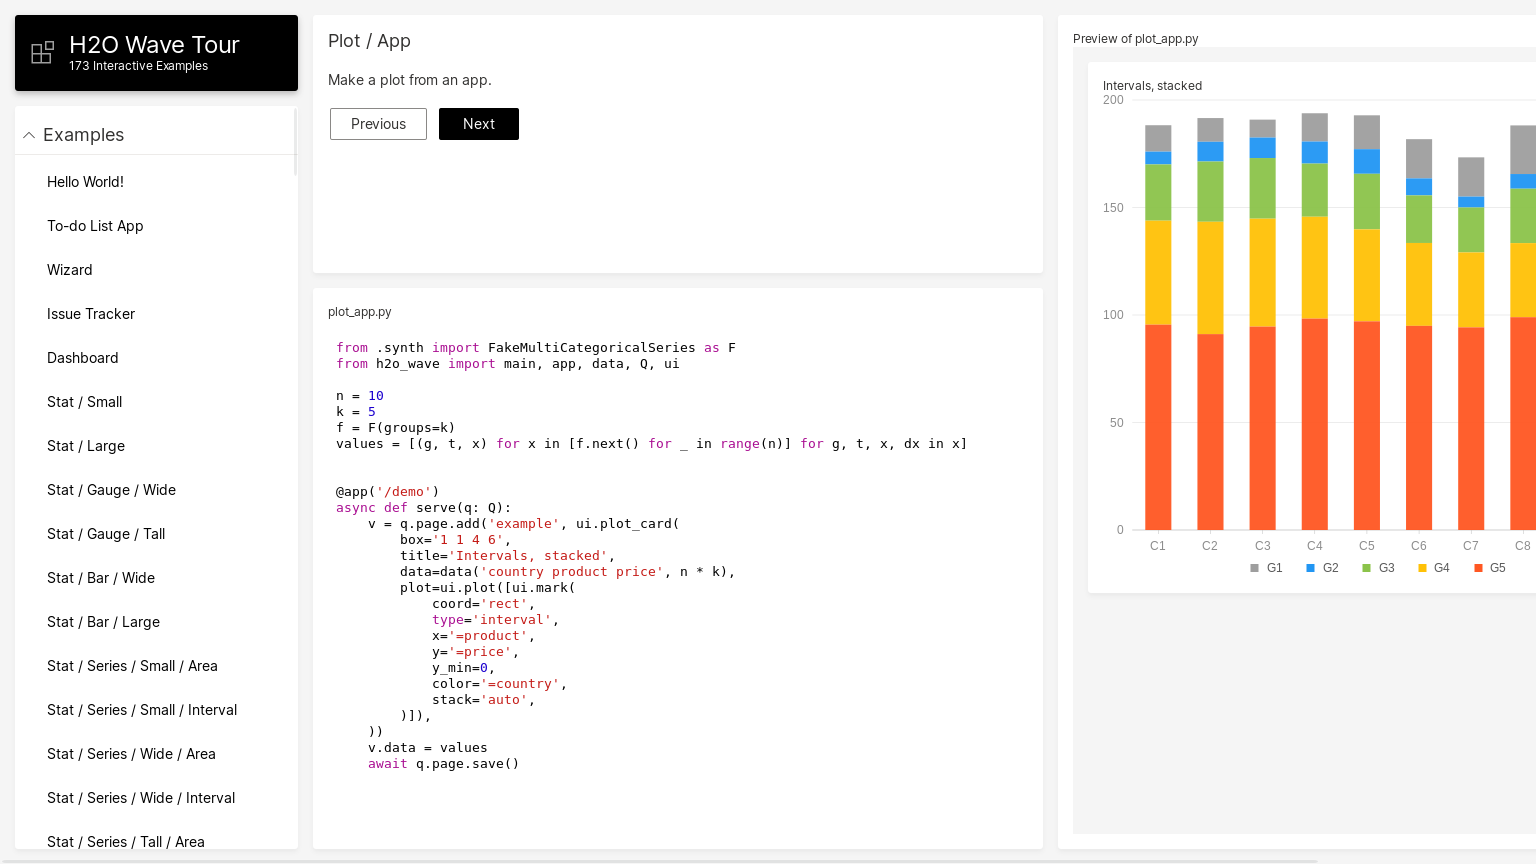 H2O Wave Tour
173 Interactive Examples
Examples
Hello World!
To-do List App
Wizard
Issue Tracker
Dashboard
Stat / Small
Stat / Large
Stat / Gauge / Wide
Stat / Gauge / Tall
Stat / Bar / Wide
Stat / Bar / Large
Stat / Series / Small / Area
Stat / Series / Small / Interval
Stat / Series / Wide / Area
Stat / Series / Wide / Interval
Stat / Series / Tall / Area
Plot / App
Make a plot from an app.
Previous
Next
plot_app.py
from .synth import FakeMultiCategoricalSeries as F
from h2o_wave import main, app, data, Q, ui
n = 10
k = 5
f = F(groups=k)
values = [(g, t, x) for x in [f.next() for _ in range(n)] for g, t, x, dx in x]
@app('/demo')
async def serve(q: Q):
    v = q.page.add('example', ui.plot_card(
        box='1 1 4 6',
        title='Intervals, stacked',
        data=data('country product price', n * k),
        plot=ui.plot([ui.mark(
            coord='rect',
            type='interval',
            x='=product',
            y='=price',
            y_min=0,
            color='=country',
            stack='auto',
        )]),
    ))
    v.data = values
    await q.page.save()
Preview of plot_app.py
Intervals, stacked
200
150
100
50
0
C1 C2 C3 C4 C5 C6 C7 C8
G1 G2 G3 G4 G5